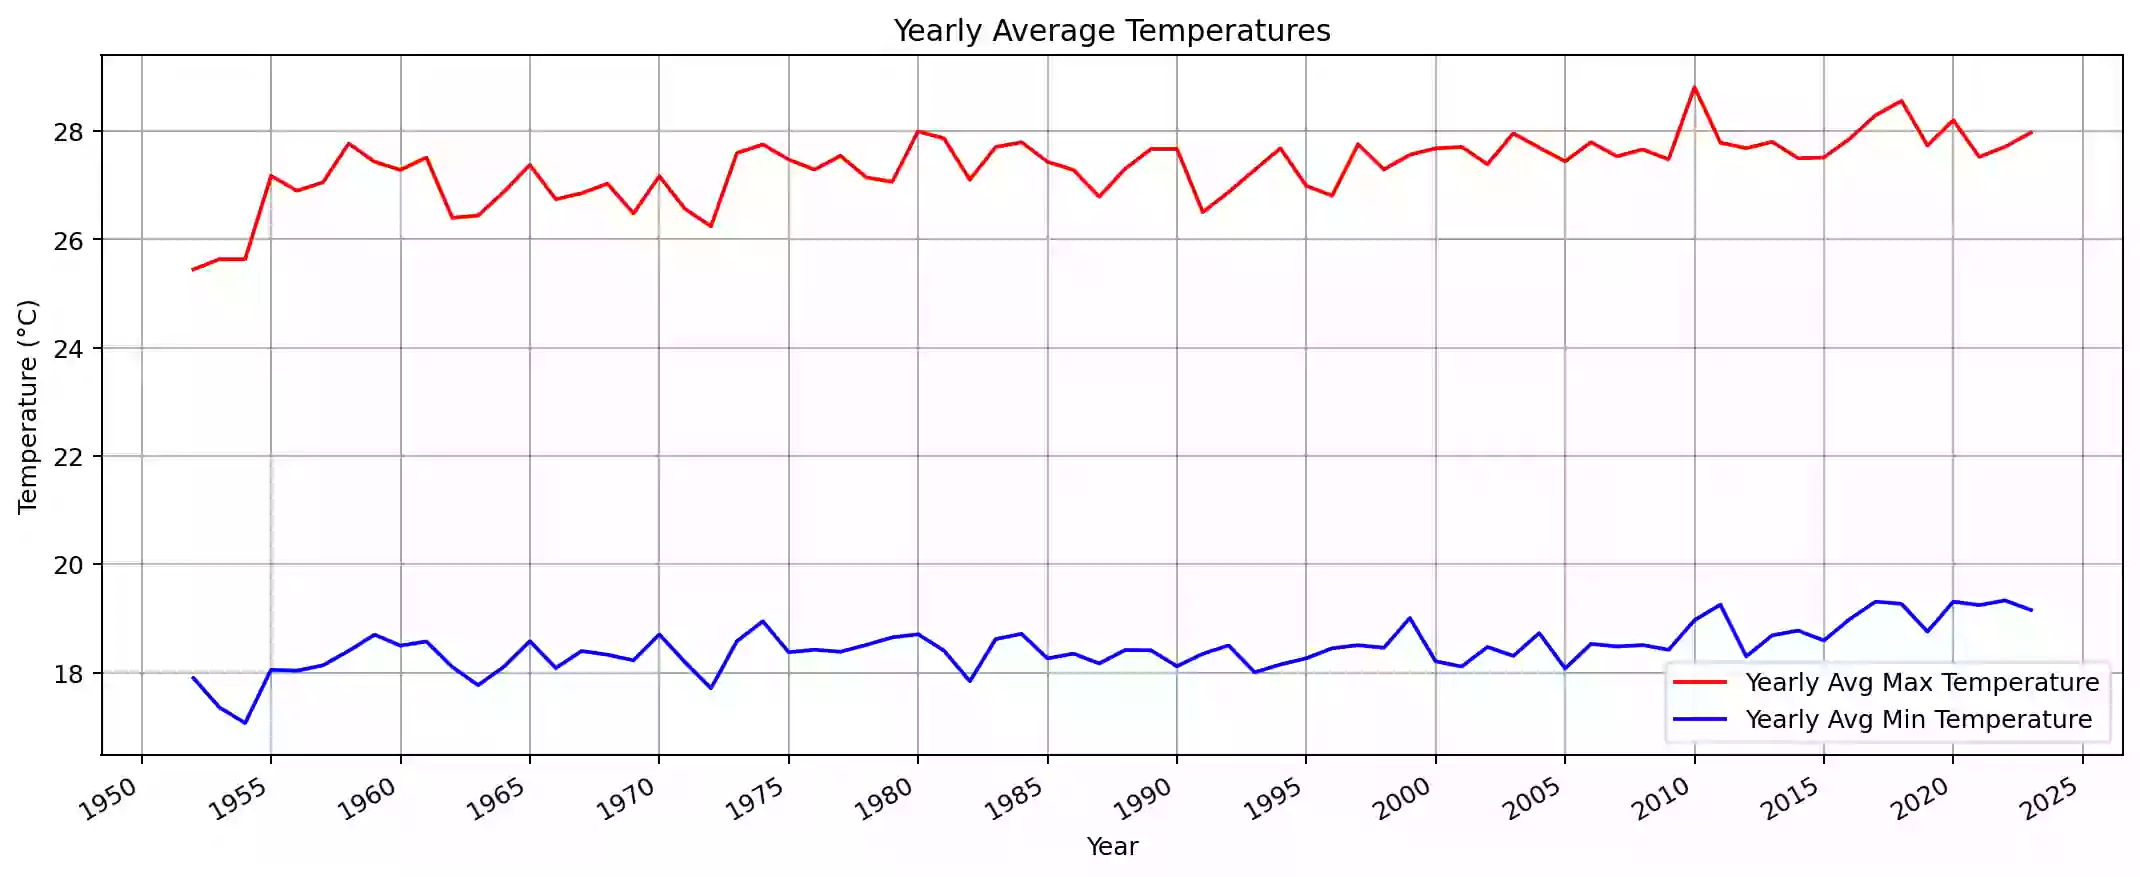 Yearly Average Temperatures
28
26
24
22
20
18
Temperature (°C)
Yearly Avg Max Temperature
Yearly Avg Min Temperature
1950 1955 1960 1965 1970 1975 1980 1985 1990 1995 2000 2005 2010 2015 2020 2025
Year